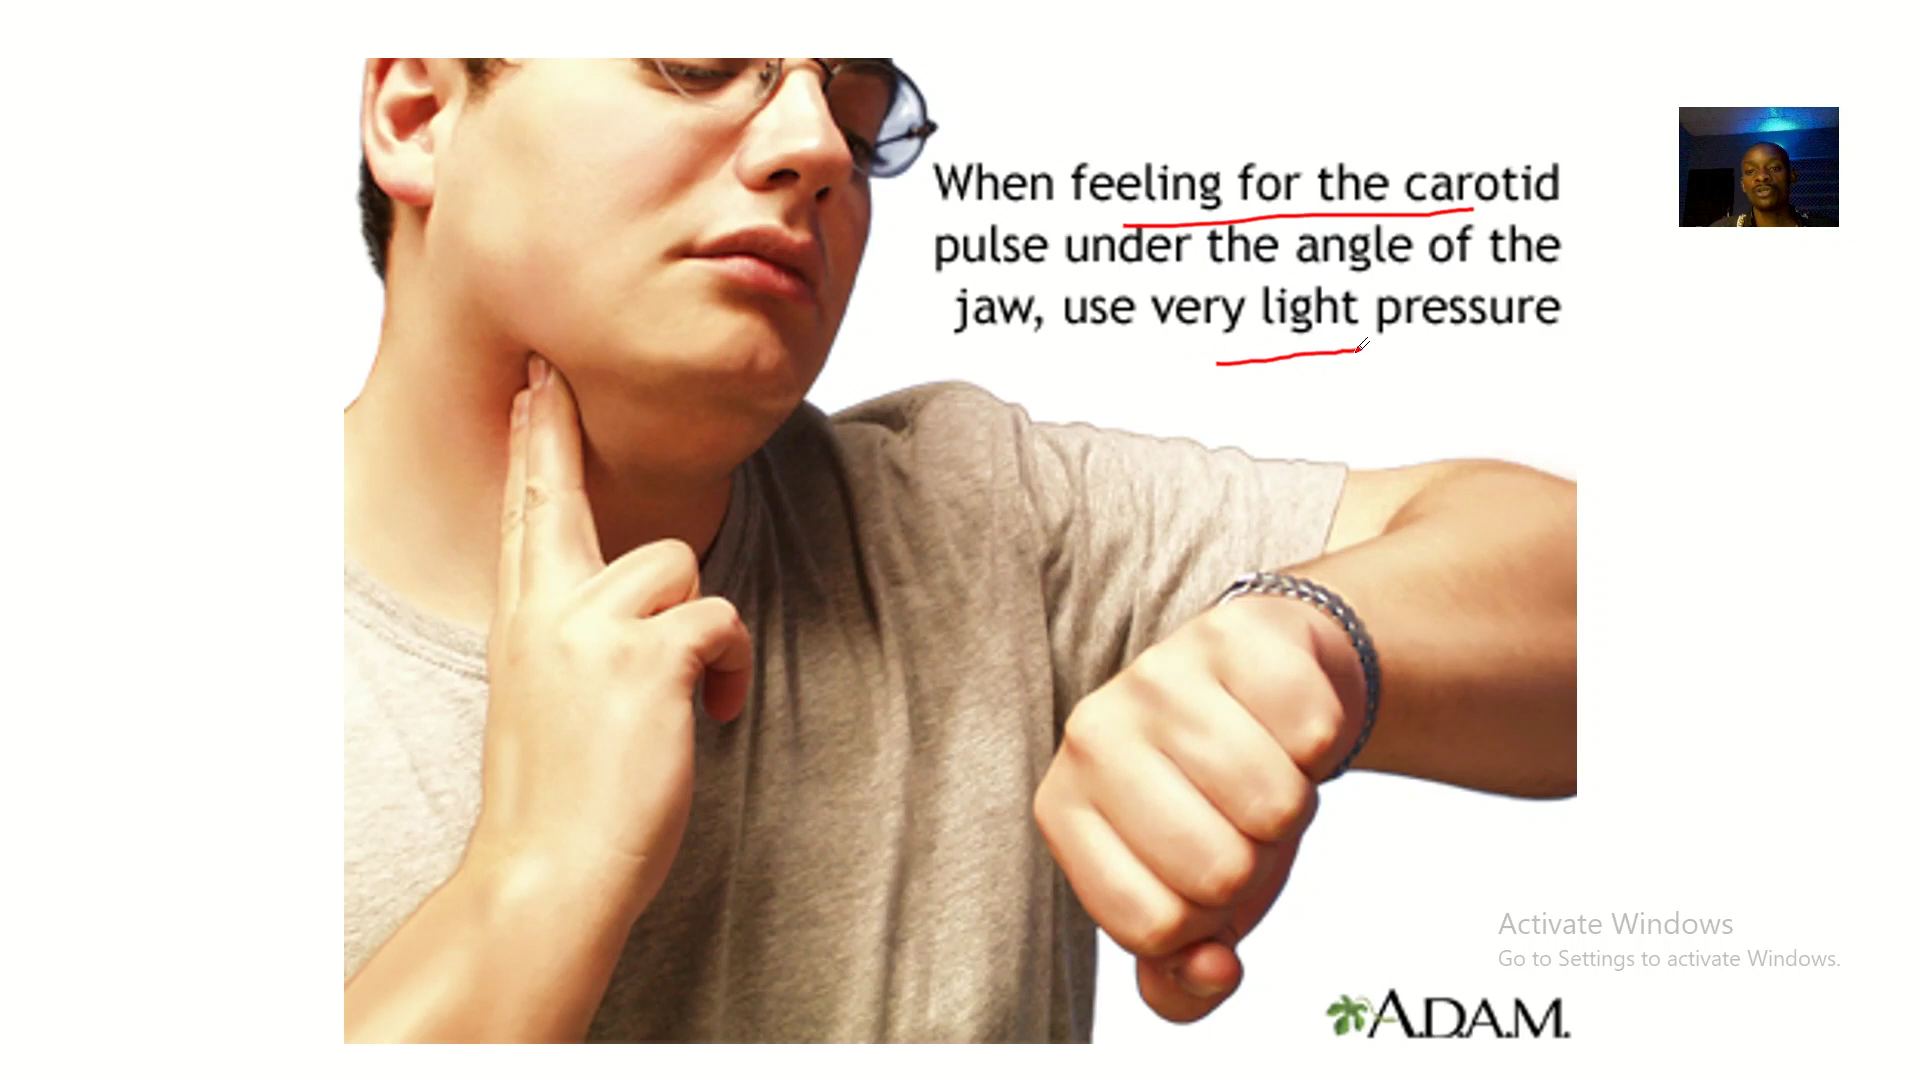 When feeling for the carotid
pulse under the angle of the
jaw, use very light pressure
Activate Windows
Go to Settings to activate Windows.
A.D.A.M.